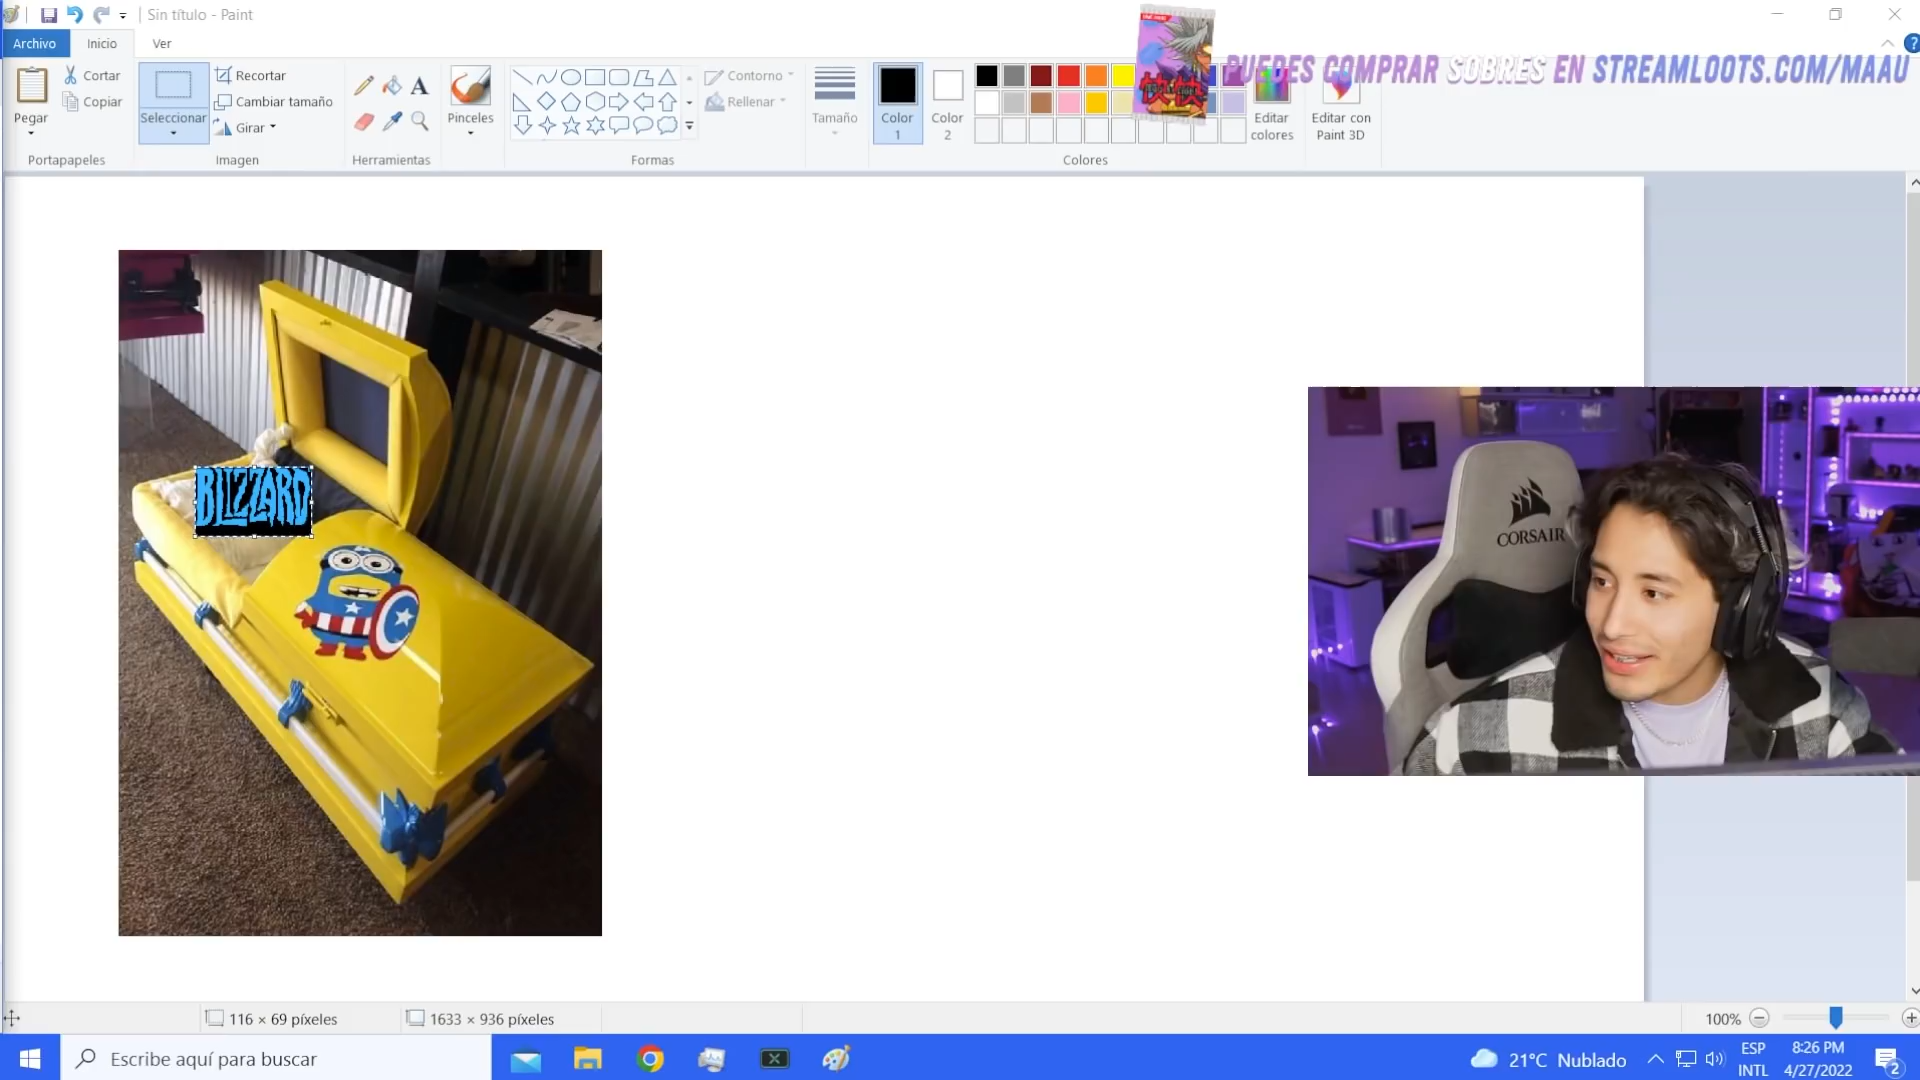 Sin título - Paint
Archivo
Inicio
Ver
Pegar
Cortar
Copiar
Portapapeles
Seleccionar
Recortar
Cambiar tamaño
Girar
Imagen
Herramientas
Pinceles
Formas
Contorno
Rellenar
Tamaño
Color
1
Color
2
Colores
Editar
colores
Editar con
Paint 3D
PUEDES COMPRAR SOBRES EN STREAMLOOTS.COM/MAAU
BLIZZARD
CORSAIR
116 × 69 píxeles
1633 × 936 píxeles
100%
Escribe aquí para buscar
21°C Nublado
ESP
INTL
8:26 PM
4/27/2022
2